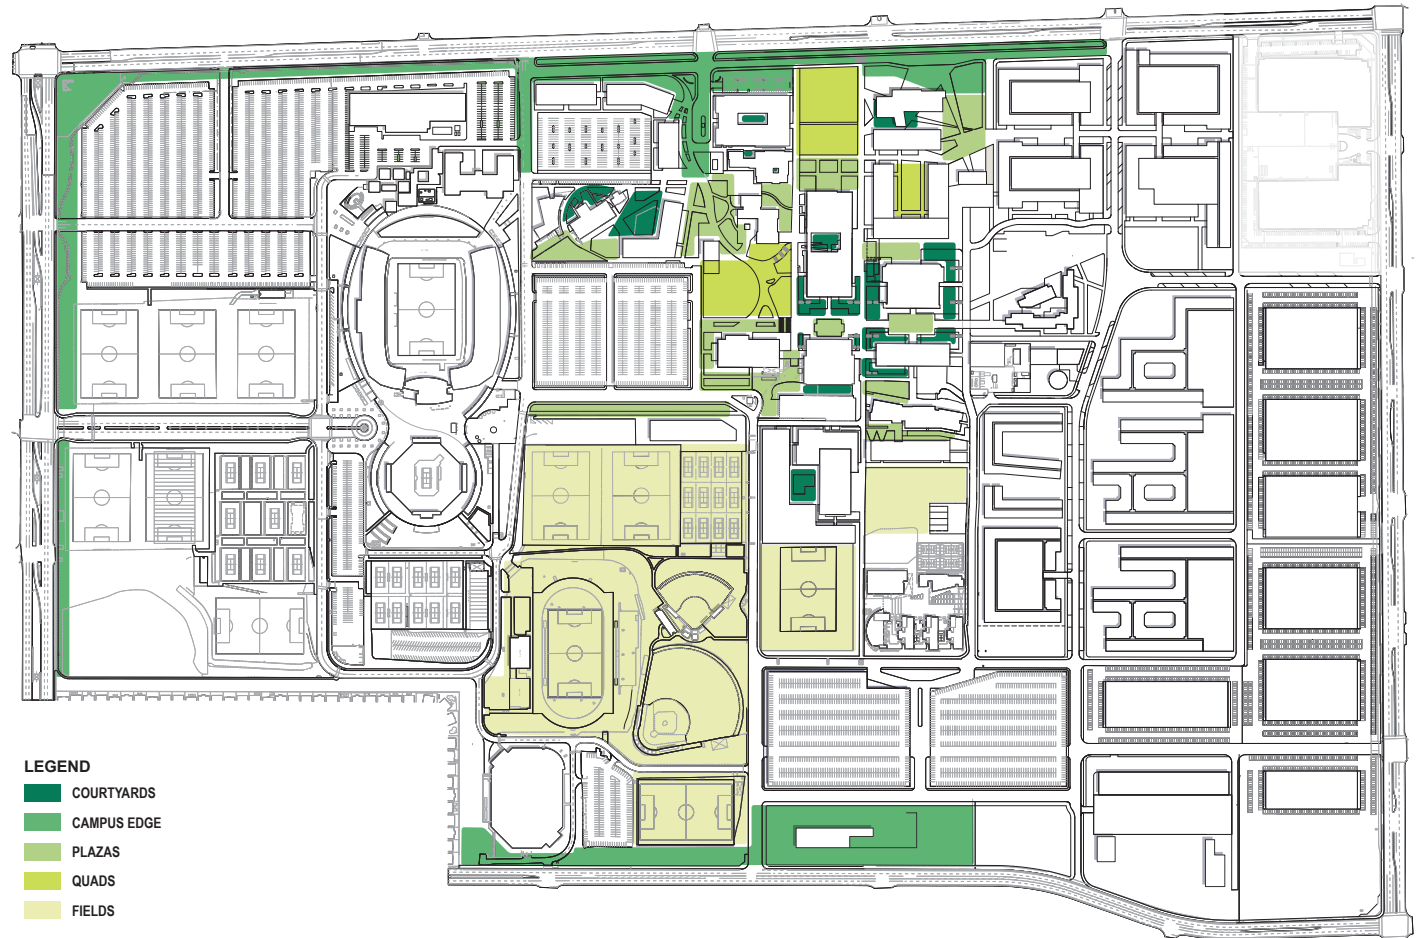 LEGEND
COURTYARDS
CAMPUS EDGE
PLAZAS
QUADS
FIELDS